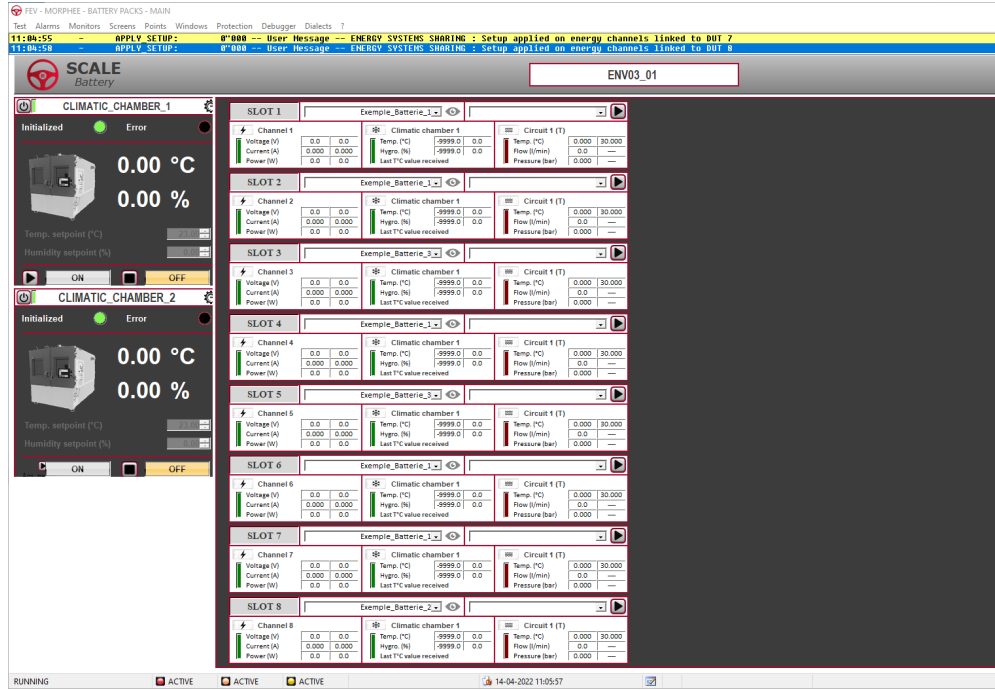 FEV - MORPHEE - BATTERY PACKS - MAIN
Test Alarms Monitors Screens Points Windows Protection Debugger Dialects ?
11:04:55 - APPLY_SETUP: 0"000 -- User Message -- ENERGY SYSTEMS SHARING : Setup applied on energy channels linked to DUT 7
11:04:58 - APPLY_SETUP: 0"000 -- User Message -- ENERGY SYSTEMS SHARING : Setup applied on energy channels linked to DUT 8
SCALE
Battery
ENV03_01
CLIMATIC_CHAMBER_1
Initialized Error
0.00 °C
0.00 %
Temp. setpoint (°C) 23.00
Humidity setpoint (%) 0.00
ON OFF
CLIMATIC_CHAMBER_2
Initialized Error
0.00 °C
0.00 %
Temp. setpoint (°C) 23.00
Humidity setpoint (%) 0.00
ON OFF
SLOT 1 Exemple_Batterie_1
Channel 1 Climatic chamber 1 Circuit 1 (T)
Voltage (V) 0.0 0.0 Temp. (°C) -9999.0 0.0 Temp. (°C) 0.000 30.000
Current (A) 0.000 0.000 Hygro. (%) -9999.0 0.0 Flow (l/min) 0.0 —
Power (W) 0.0 0.0 Last T°C value received Pressure (bar) 0.000 —
SLOT 2 Exemple_Batterie_1
Channel 2 Climatic chamber 1 Circuit 1 (T)
Voltage (V) 0.0 0.0 Temp. (°C) -9999.0 0.0 Temp. (°C) 0.000 30.000
Current (A) 0.000 0.000 Hygro. (%) -9999.0 0.0 Flow (l/min) 0.0 —
Power (W) 0.0 0.0 Last T°C value received Pressure (bar) 0.000 —
SLOT 3 Exemple_Batterie_3
Channel 3 Climatic chamber 1 Circuit 1 (T)
Voltage (V) 0.0 0.0 Temp. (°C) -9999.0 0.0 Temp. (°C) 0.000 30.000
Current (A) 0.000 0.000 Hygro. (%) -9999.0 0.0 Flow (l/min) 0.0 —
Power (W) 0.0 0.0 Last T°C value received Pressure (bar) 0.000 —
SLOT 4 Exemple_Batterie_1
Channel 4 Climatic chamber 1 Circuit 1 (T)
Voltage (V) 0.0 0.0 Temp. (°C) -9999.0 0.0 Temp. (°C) 0.000 30.000
Current (A) 0.000 0.000 Hygro. (%) -9999.0 0.0 Flow (l/min) 0.0 —
Power (W) 0.0 0.0 Last T°C value received Pressure (bar) 0.000 —
SLOT 5 Exemple_Batterie_3
Channel 5 Climatic chamber 1 Circuit 1 (T)
Voltage (V) 0.0 0.0 Temp. (°C) -9999.0 0.0 Temp. (°C) 0.000 30.000
Current (A) 0.000 0.000 Hygro. (%) -9999.0 0.0 Flow (l/min) 0.0 —
Power (W) 0.0 0.0 Last T°C value received Pressure (bar) 0.000 —
SLOT 6 Exemple_Batterie_1
Channel 6 Climatic chamber 1 Circuit 1 (T)
Voltage (V) 0.0 0.0 Temp. (°C) -9999.0 0.0 Temp. (°C) 0.000 30.000
Current (A) 0.000 0.000 Hygro. (%) -9999.0 0.0 Flow (l/min) 0.0 —
Power (W) 0.0 0.0 Last T°C value received Pressure (bar) 0.000 —
SLOT 7 Exemple_Batterie_1
Channel 7 Climatic chamber 1 Circuit 1 (T)
Voltage (V) 0.0 0.0 Temp. (°C) -9999.0 0.0 Temp. (°C) 0.000 30.000
Current (A) 0.000 0.000 Hygro. (%) -9999.0 0.0 Flow (l/min) 0.0 —
Power (W) 0.0 0.0 Last T°C value received Pressure (bar) 0.000 —
SLOT 8 Exemple_Batterie_2
Channel 8 Climatic chamber 1 Circuit 1 (T)
Voltage (V) 0.0 0.0 Temp. (°C) -9999.0 0.0 Temp. (°C) 0.000 30.000
Current (A) 0.000 0.000 Hygro. (%) -9999.0 0.0 Flow (l/min) 0.0 —
Power (W) 0.0 0.0 Last T°C value received Pressure (bar) 0.000 —
RUNNING ACTIVE ACTIVE ACTIVE 14-04-2022 11:05:57